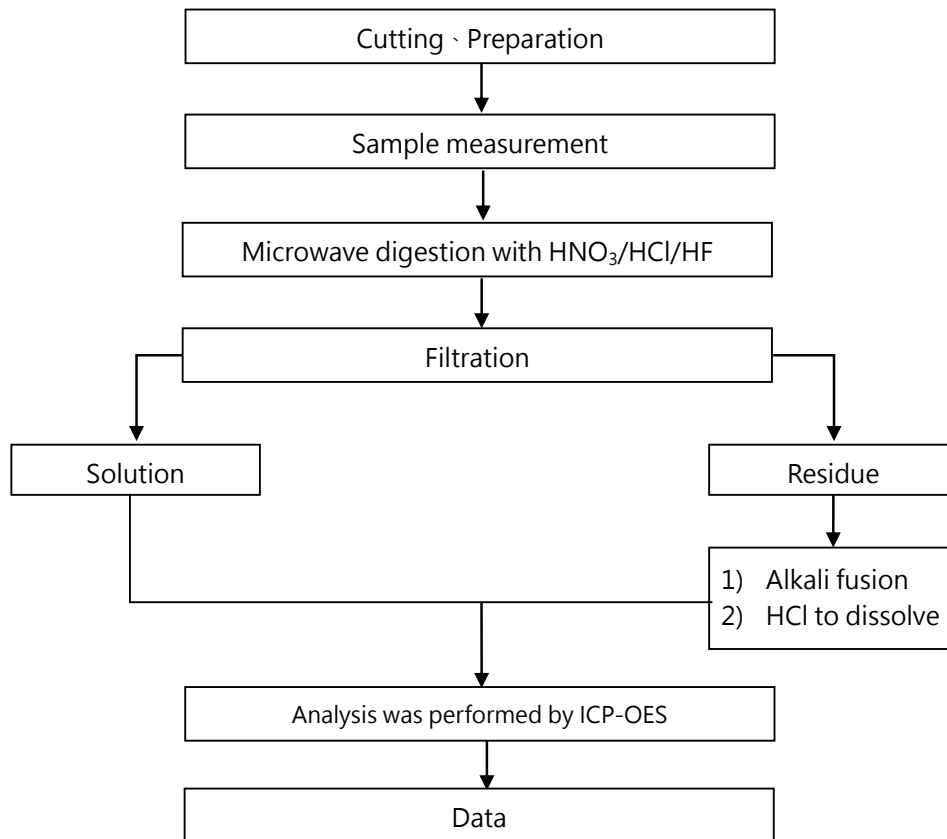 Cutting、Preparation
Sample measurement
Microwave digestion with HNO₃/HCl/HF
Filtration
Solution
Residue
1) Alkali fusion
2) HCl to dissolve
Analysis was performed by ICP-OES
Data